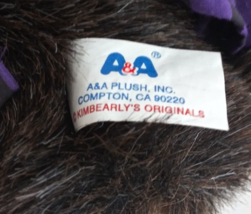 A&A®
A&A PLUSH, INC.
COMPTON, CA 90220
KIMBEARLY'S ORIGINALS